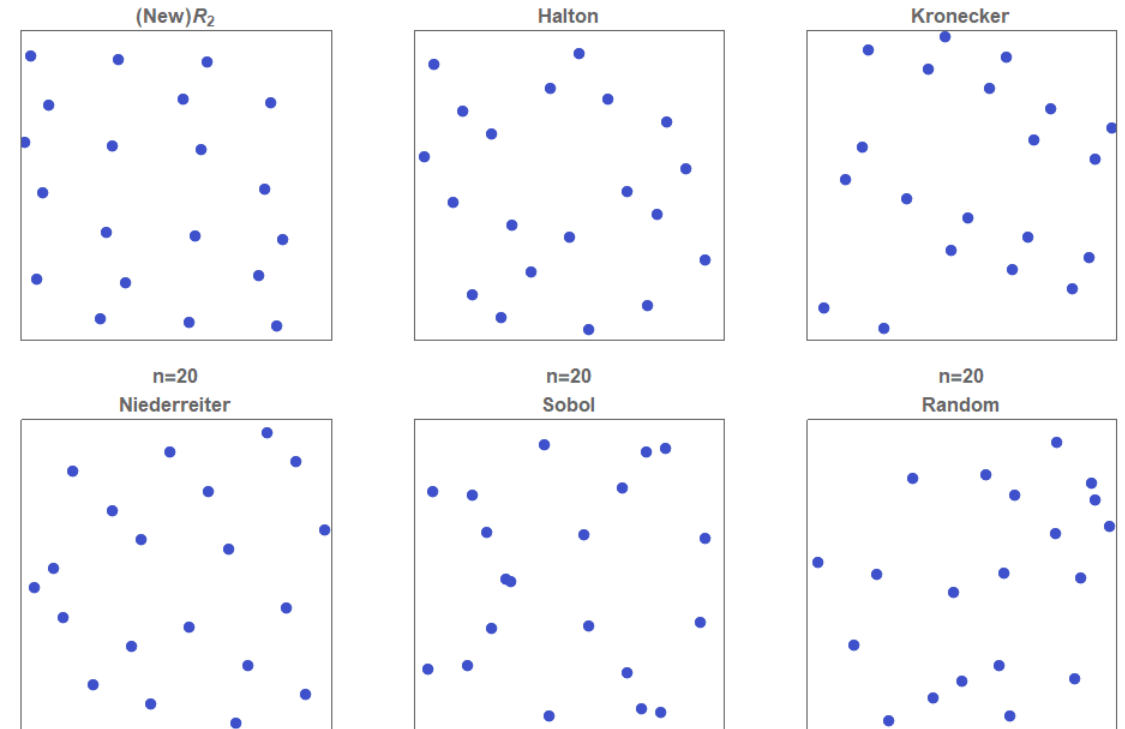 (New)R₂ Halton Kronecker
n=20 n=20 n=20
Niederreiter Sobol Random